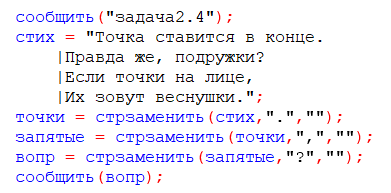 сообщить("задача2.4");
стих = "Точка ставится в конце.
|Правда же, подружки?
|Если точки на лице,
|Их зовут веснушки.";
точки = стрзаменить(стих,".","");
запятые = стрзаменить(точки,",","");
вопр = стрзаменить(запятые,"?","");
сообщить(вопр);